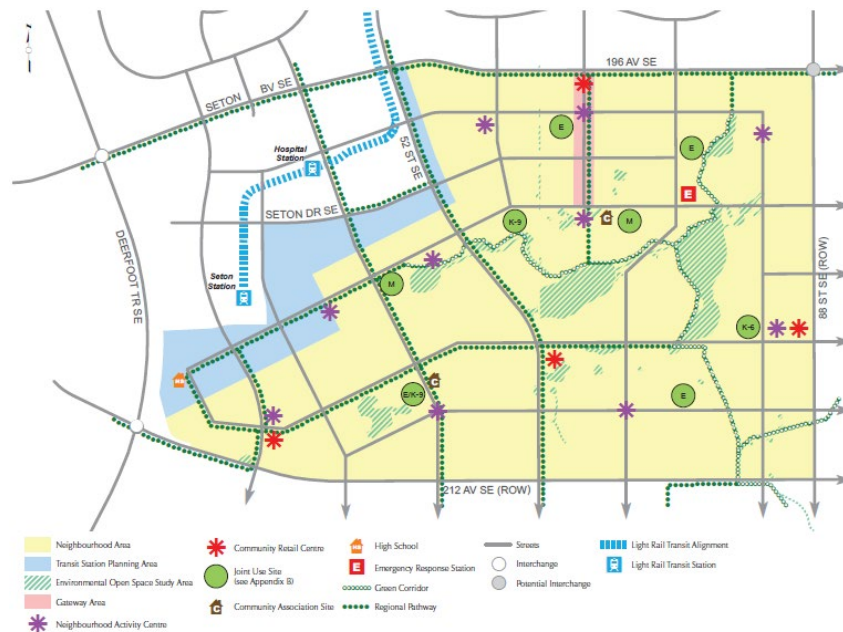 N
196 AV SE
SETON
BV SE
E
Hospital
Station
52 ST SE
E
E
SETON DR SE
K-9
C
M
DEERFOOT TR SE
88 ST SE (ROW)
Seton
Station
M
K-6
HS
C
E/K-9
E
212 AV SE (ROW)
Neighbourhood Area
Transit Station Planning Area
Environmental Open Space Study Area
Gateway Area
Neighbourhood Activity Centre
Community Retail Centre
Joint Use Site
(see Appendix B)
C Community Association Site
HS High School
E Emergency Response Station
Green Corridor
Regional Pathway
Streets
Interchange
Potential Interchange
Light Rail Transit Alignment
Light Rail Transit Station